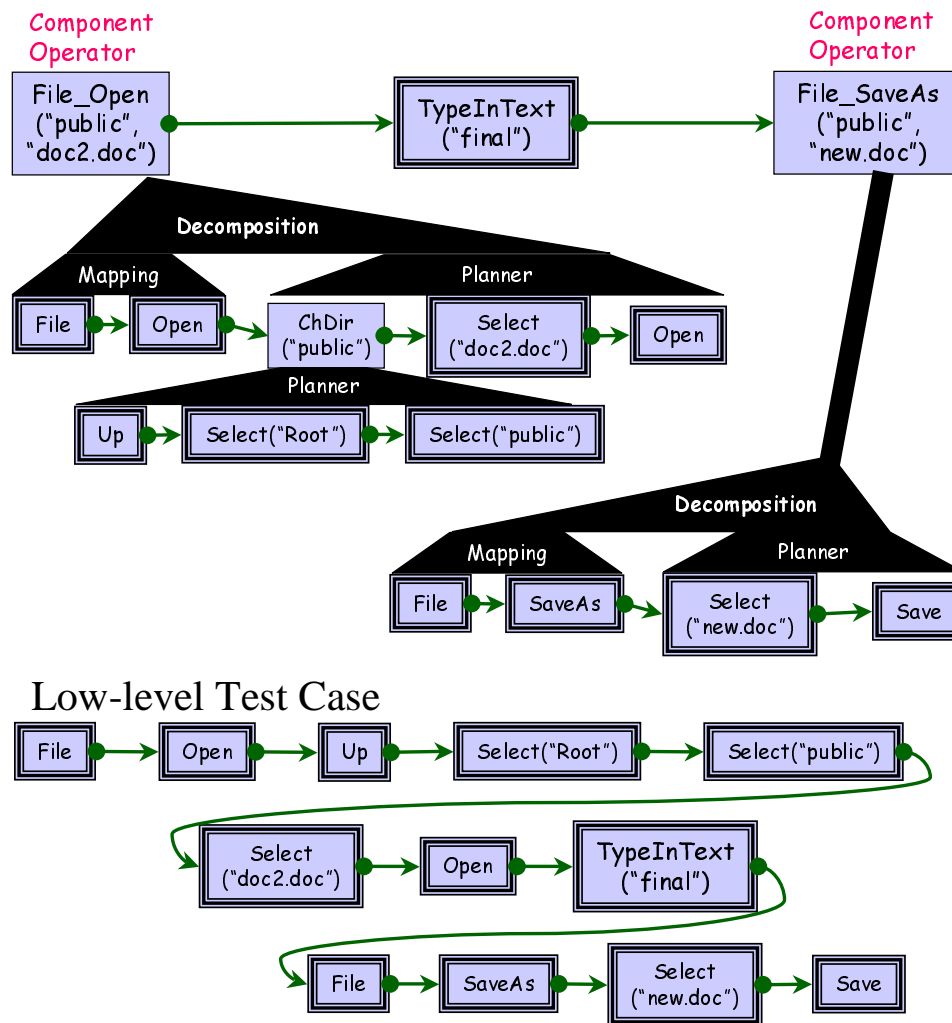 Component
Operator
Component
Operator
File_Open
(“public”,
“doc2.doc”)
TypeInText
(“final”)
File_SaveAs
(“public”,
“new.doc”)
Decomposition
Mapping
Planner
File
Open
ChDir
(“public”)
Select
(“doc2.doc”)
Open
Planner
Up
Select(“Root”)
Select(“public”)
Decomposition
Mapping
Planner
File
SaveAs
Select
(“new.doc”)
Save
Low-level Test Case
File
Open
Up
Select(“Root”)
Select(“public”)
Select
(“doc2.doc”)
Open
TypeInText
(“final”)
File
SaveAs
Select
(“new.doc”)
Save